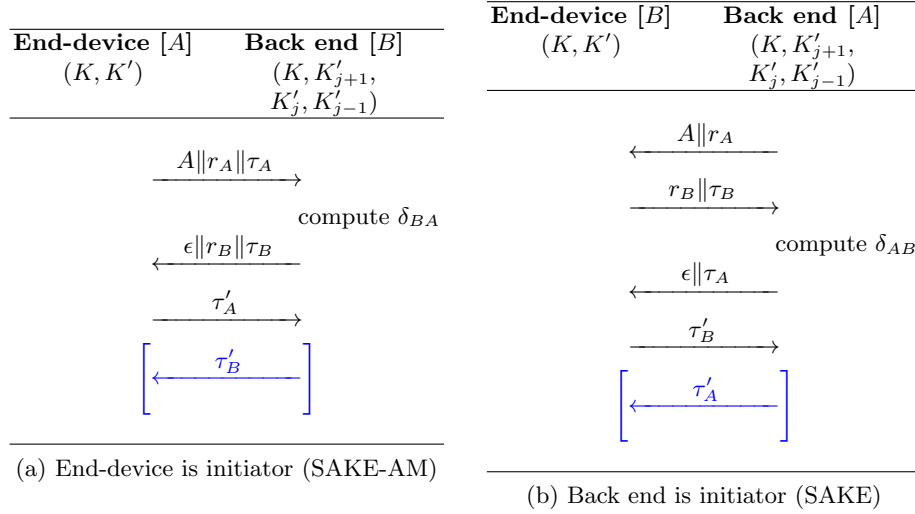 End-device [A] Back end [B]
(K, K′) (K, K′_{j+1},
K′_j, K′_{j−1})
A∥r_A∥τ_A
compute δ_{BA}
ϵ∥r_B∥τ_B
τ′_A
τ′_B
(a) End-device is initiator (SAKE-AM)
End-device [B] Back end [A]
(K, K′) (K, K′_{j+1},
K′_j, K′_{j−1})
A∥r_A
r_B∥τ_B
compute δ_{AB}
ϵ∥τ_A
τ′_B
τ′_A
(b) Back end is initiator (SAKE)